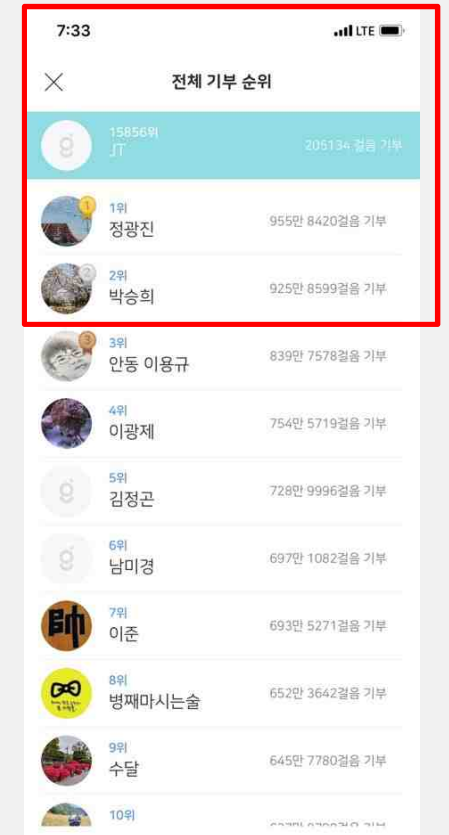 7:33 LTE
전체 기부 순위
15856위
JT
205134 걸음 기부
1
1위
정광진
955만 8420걸음 기부
2
2위
박승희
925만 8599걸음 기부
3
3위
안동 이용규
839만 7578걸음 기부
4위
이광제
754만 5719걸음 기부
5위
김정곤
728만 9996걸음 기부
6위
남미경
697만 1082걸음 기부
帥
7위
이준
693만 5271걸음 기부
8위
병째마시는술
652만 3642걸음 기부
9위
수달
645만 7780걸음 기부
10위